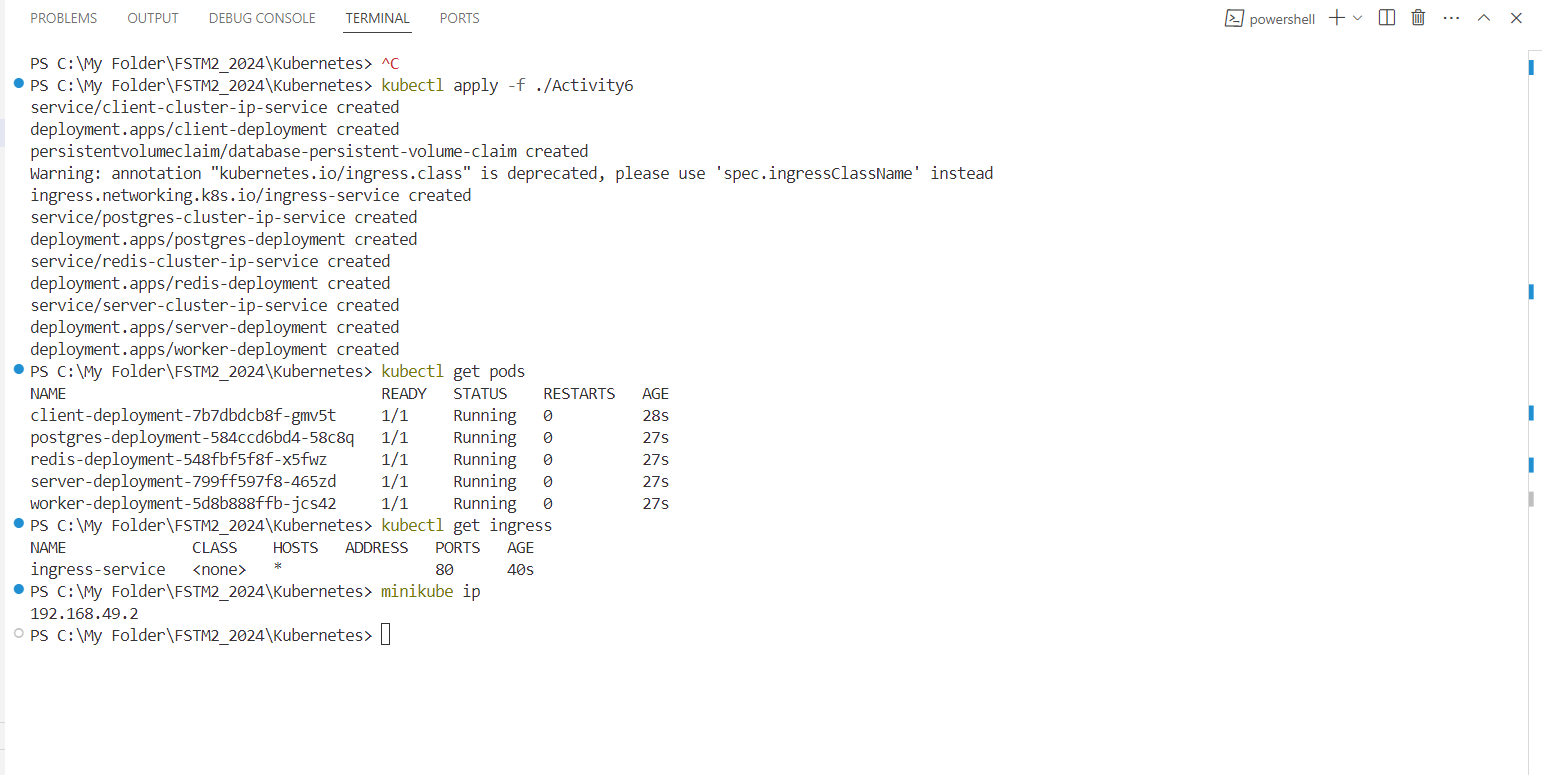 PROBLEMS OUTPUT DEBUG CONSOLE TERMINAL PORTS powershell
PS C:\My Folder\FSTM2_2024\Kubernetes> ^C
PS C:\My Folder\FSTM2_2024\Kubernetes> kubectl apply -f ./Activity6
service/client-cluster-ip-service created
deployment.apps/client-deployment created
persistentvolumeclaim/database-persistent-volume-claim created
Warning: annotation "kubernetes.io/ingress.class" is deprecated, please use 'spec.ingressClassName' instead
ingress.networking.k8s.io/ingress-service created
service/postgres-cluster-ip-service created
deployment.apps/postgres-deployment created
service/redis-cluster-ip-service created
deployment.apps/redis-deployment created
service/server-cluster-ip-service created
deployment.apps/server-deployment created
deployment.apps/worker-deployment created
PS C:\My Folder\FSTM2_2024\Kubernetes> kubectl get pods
NAME READY STATUS RESTARTS AGE
client-deployment-7b7dbdcb8f-gmv5t 1/1 Running 0 28s
postgres-deployment-584ccd6bd4-58c8q 1/1 Running 0 27s
redis-deployment-548fbf5f8f-x5fwz 1/1 Running 0 27s
server-deployment-799ff597f8-465zd 1/1 Running 0 27s
worker-deployment-5d8b888ffb-jcs42 1/1 Running 0 27s
PS C:\My Folder\FSTM2_2024\Kubernetes> kubectl get ingress
NAME CLASS HOSTS ADDRESS PORTS AGE
ingress-service <none> * 80 40s
PS C:\My Folder\FSTM2_2024\Kubernetes> minikube ip
192.168.49.2
PS C:\My Folder\FSTM2_2024\Kubernetes>